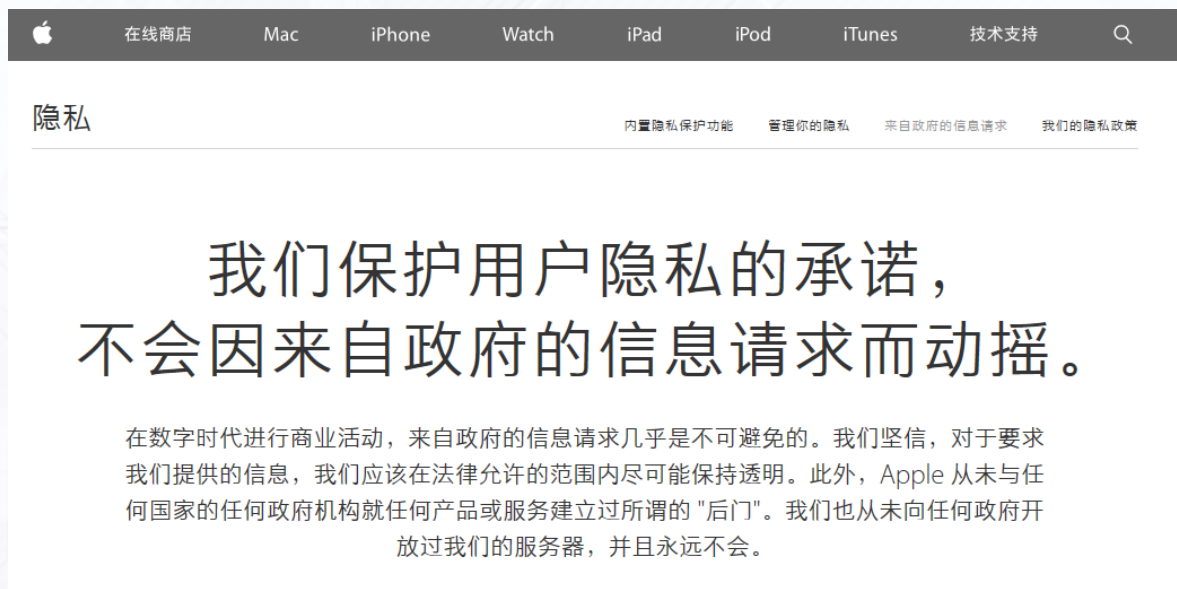 在线商店 Mac iPhone Watch iPad iPod iTunes 技术支持
隐私
内置隐私保护功能 管理你的隐私 来自政府的信息请求 我们的隐私政策
我们保护用户隐私的承诺，
不会因来自政府的信息请求而动摇。
在数字时代进行商业活动，来自政府的信息请求几乎是不可避免的。我们坚信，对于要求
我们提供的信息，我们应该在法律允许的范围内尽可能保持透明。此外，Apple 从未与任
何国家的任何政府机构就任何产品或服务建立过所谓的 "后门"。我们也从未向任何政府开
放过我们的服务器，并且永远不会。